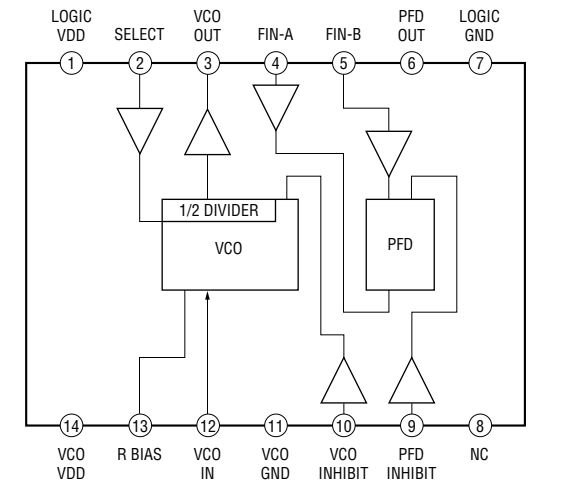 LOGIC
VDD
SELECT
VCO
OUT
FIN-A
FIN-B
PFD
OUT
LOGIC
GND
1
2
3
4
5
6
7
1/2 DIVIDER
VCO
PFD
14
13
12
11
10
9
8
VCO
VDD
R BIAS
VCO
IN
VCO
GND
VCO
INHIBIT
PFD
INHIBIT
NC